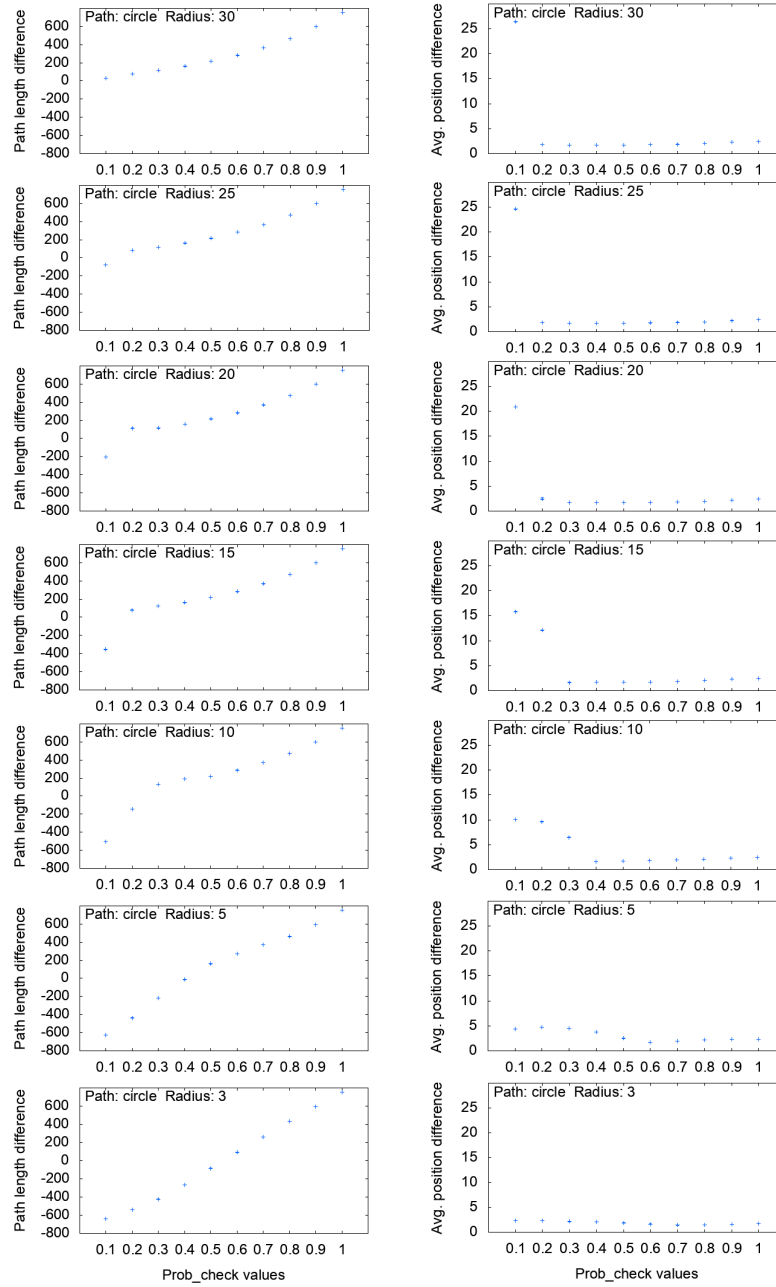 Path: circle Radius: 30
Path length difference
600
400
200
0
-200
-400
-600
-800
0.1 0.2 0.3 0.4 0.5 0.6 0.7 0.8 0.9 1
Path: circle Radius: 30
Avg. position difference
25
20
15
10
5
0
0.1 0.2 0.3 0.4 0.5 0.6 0.7 0.8 0.9 1
Path: circle Radius: 25
Path length difference
600
400
200
0
-200
-400
-600
-800
0.1 0.2 0.3 0.4 0.5 0.6 0.7 0.8 0.9 1
Path: circle Radius: 25
Avg. position difference
25
20
15
10
5
0
0.1 0.2 0.3 0.4 0.5 0.6 0.7 0.8 0.9 1
Path: circle Radius: 20
Path length difference
600
400
200
0
-200
-400
-600
-800
0.1 0.2 0.3 0.4 0.5 0.6 0.7 0.8 0.9 1
Path: circle Radius: 20
Avg. position difference
25
20
15
10
5
0
0.1 0.2 0.3 0.4 0.5 0.6 0.7 0.8 0.9 1
Path: circle Radius: 15
Path length difference
600
400
200
0
-200
-400
-600
-800
0.1 0.2 0.3 0.4 0.5 0.6 0.7 0.8 0.9 1
Path: circle Radius: 15
Avg. position difference
25
20
15
10
5
0
0.1 0.2 0.3 0.4 0.5 0.6 0.7 0.8 0.9 1
Path: circle Radius: 10
Path length difference
600
400
200
0
-200
-400
-600
-800
0.1 0.2 0.3 0.4 0.5 0.6 0.7 0.8 0.9 1
Path: circle Radius: 10
Avg. position difference
25
20
15
10
5
0
0.1 0.2 0.3 0.4 0.5 0.6 0.7 0.8 0.9 1
Path: circle Radius: 5
Path length difference
600
400
200
0
-200
-400
-600
-800
0.1 0.2 0.3 0.4 0.5 0.6 0.7 0.8 0.9 1
Path: circle Radius: 5
Avg. position difference
25
20
15
10
5
0
0.1 0.2 0.3 0.4 0.5 0.6 0.7 0.8 0.9 1
Path: circle Radius: 3
Path length difference
600
400
200
0
-200
-400
-600
-800
0.1 0.2 0.3 0.4 0.5 0.6 0.7 0.8 0.9 1
Prob_check values
Path: circle Radius: 3
Avg. position difference
25
20
15
10
5
0
0.1 0.2 0.3 0.4 0.5 0.6 0.7 0.8 0.9 1
Prob_check values